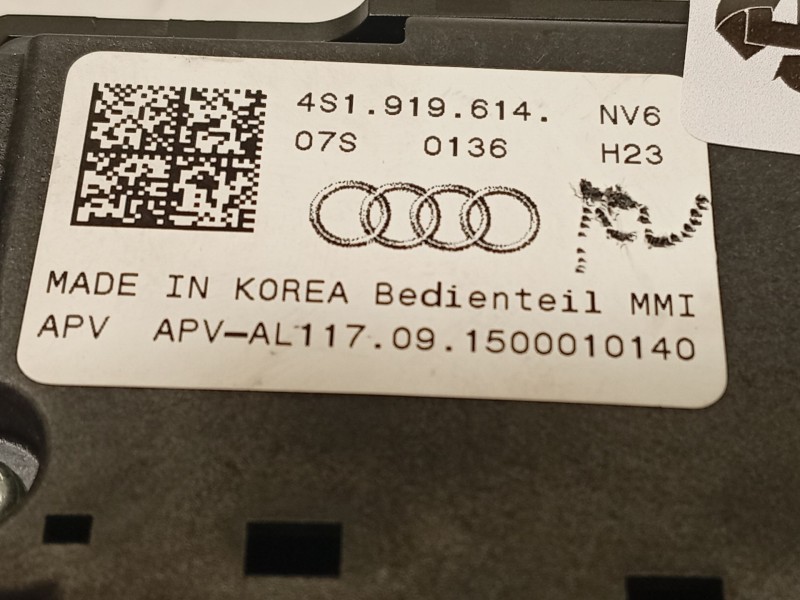 4S1.919.614. NV6
07S 0136 H23
MADE IN KOREA Bedienteil MMI
APV APV-AL117.09.1500010140